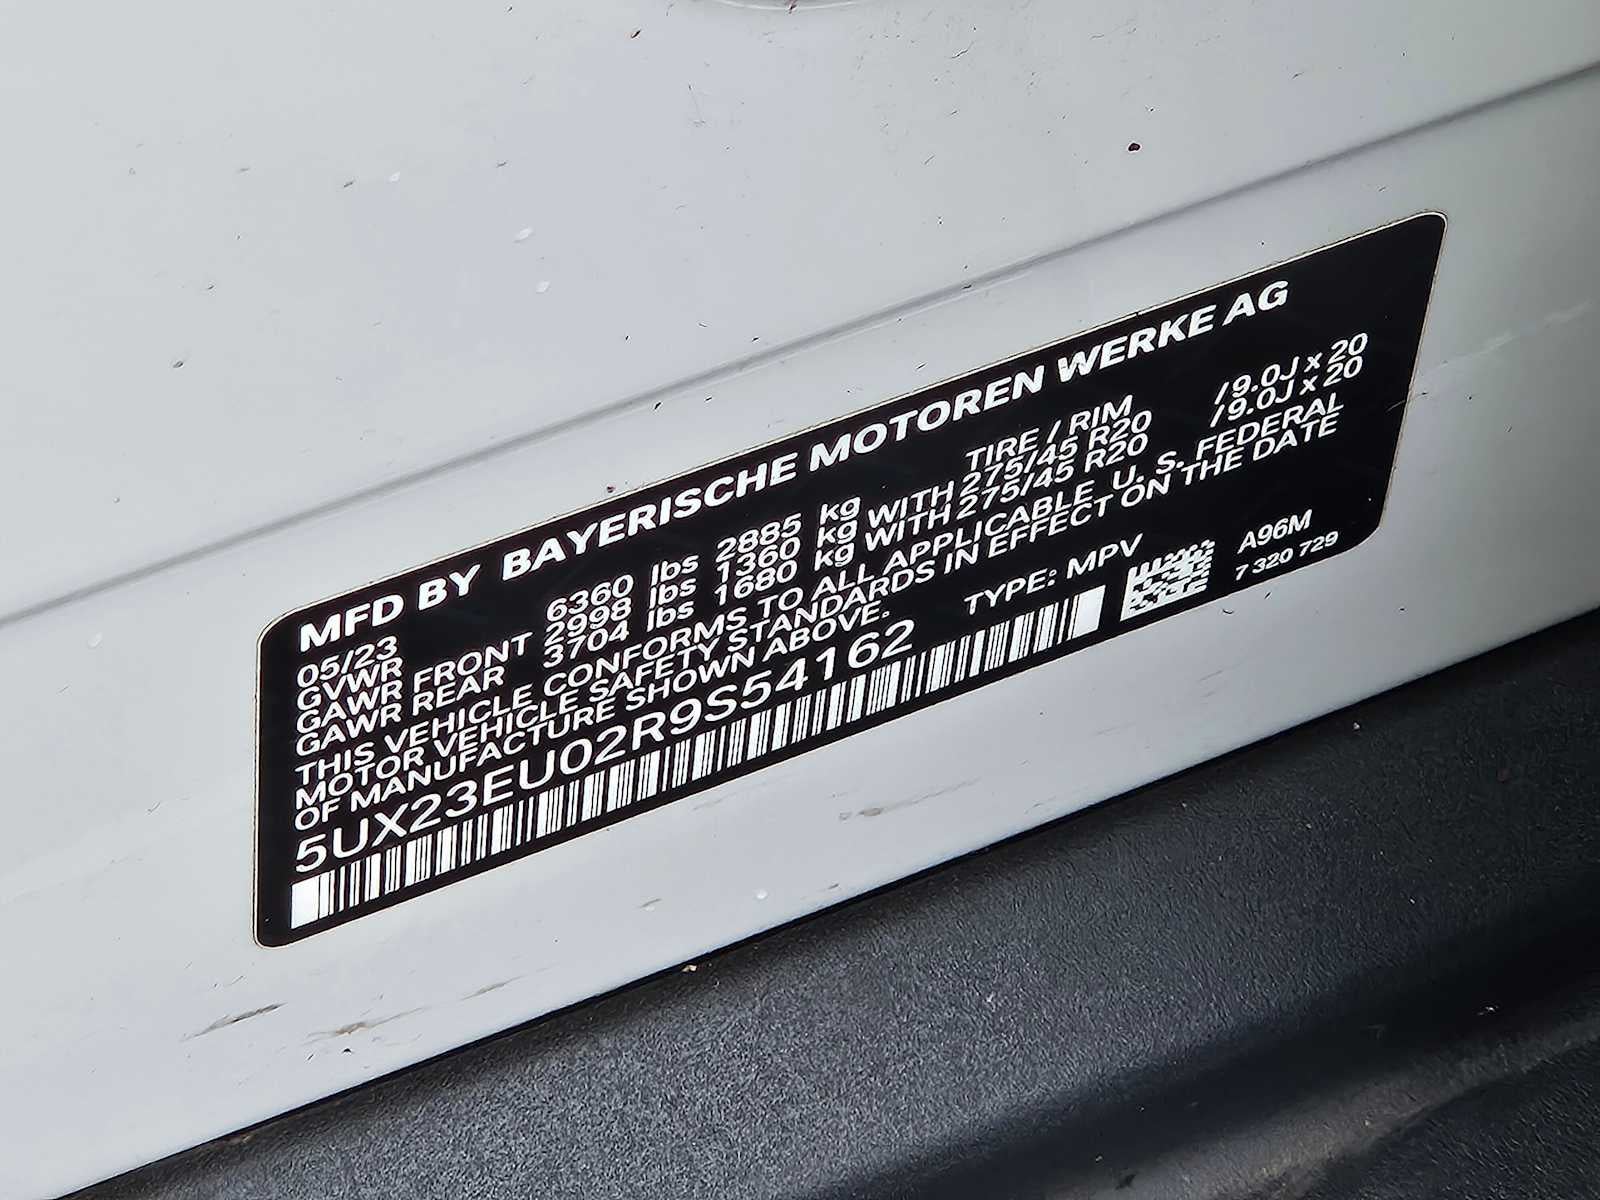 MFD BY BAYERISCHE MOTOREN WERKE AG
05/23 TIRE / RIM
GVWR 6360 lbs 2885 kg
GAWR FRONT 2998 lbs 1360 kg WITH 275/45 R20 /9.0J x 20
GAWR REAR 3704 lbs 1680 kg WITH 275/45 R20 /9.0J x 20
THIS VEHICLE CONFORMS TO ALL APPLICABLE U. S. FEDERAL
MOTOR VEHICLE SAFETY STANDARDS IN EFFECT ON THE DATE
OF MANUFACTURE SHOWN ABOVE.
5UX23EU02R9S54162 TYPE: MPV
A96M
7 320 729